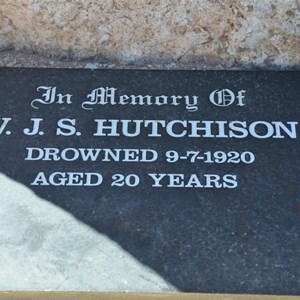 In Memory Of
J. S. HUTCHISON
DROWNED 9-7-1920
AGED 20 YEARS